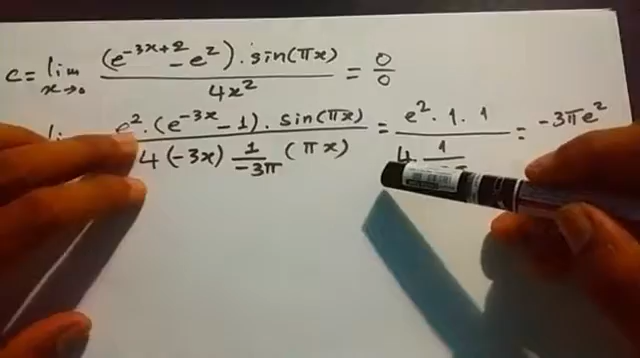 c = lim x→0 (e^{-3x+2} - e^2) . sin(πx) / 4x^2 = 0/0
e^2 . (e^{-3x} - 1) . sin(πx) / 4 (-3x) 1/-3π (πx) = e^2 . 1 . 1 / 4 1/ = -3πe^2